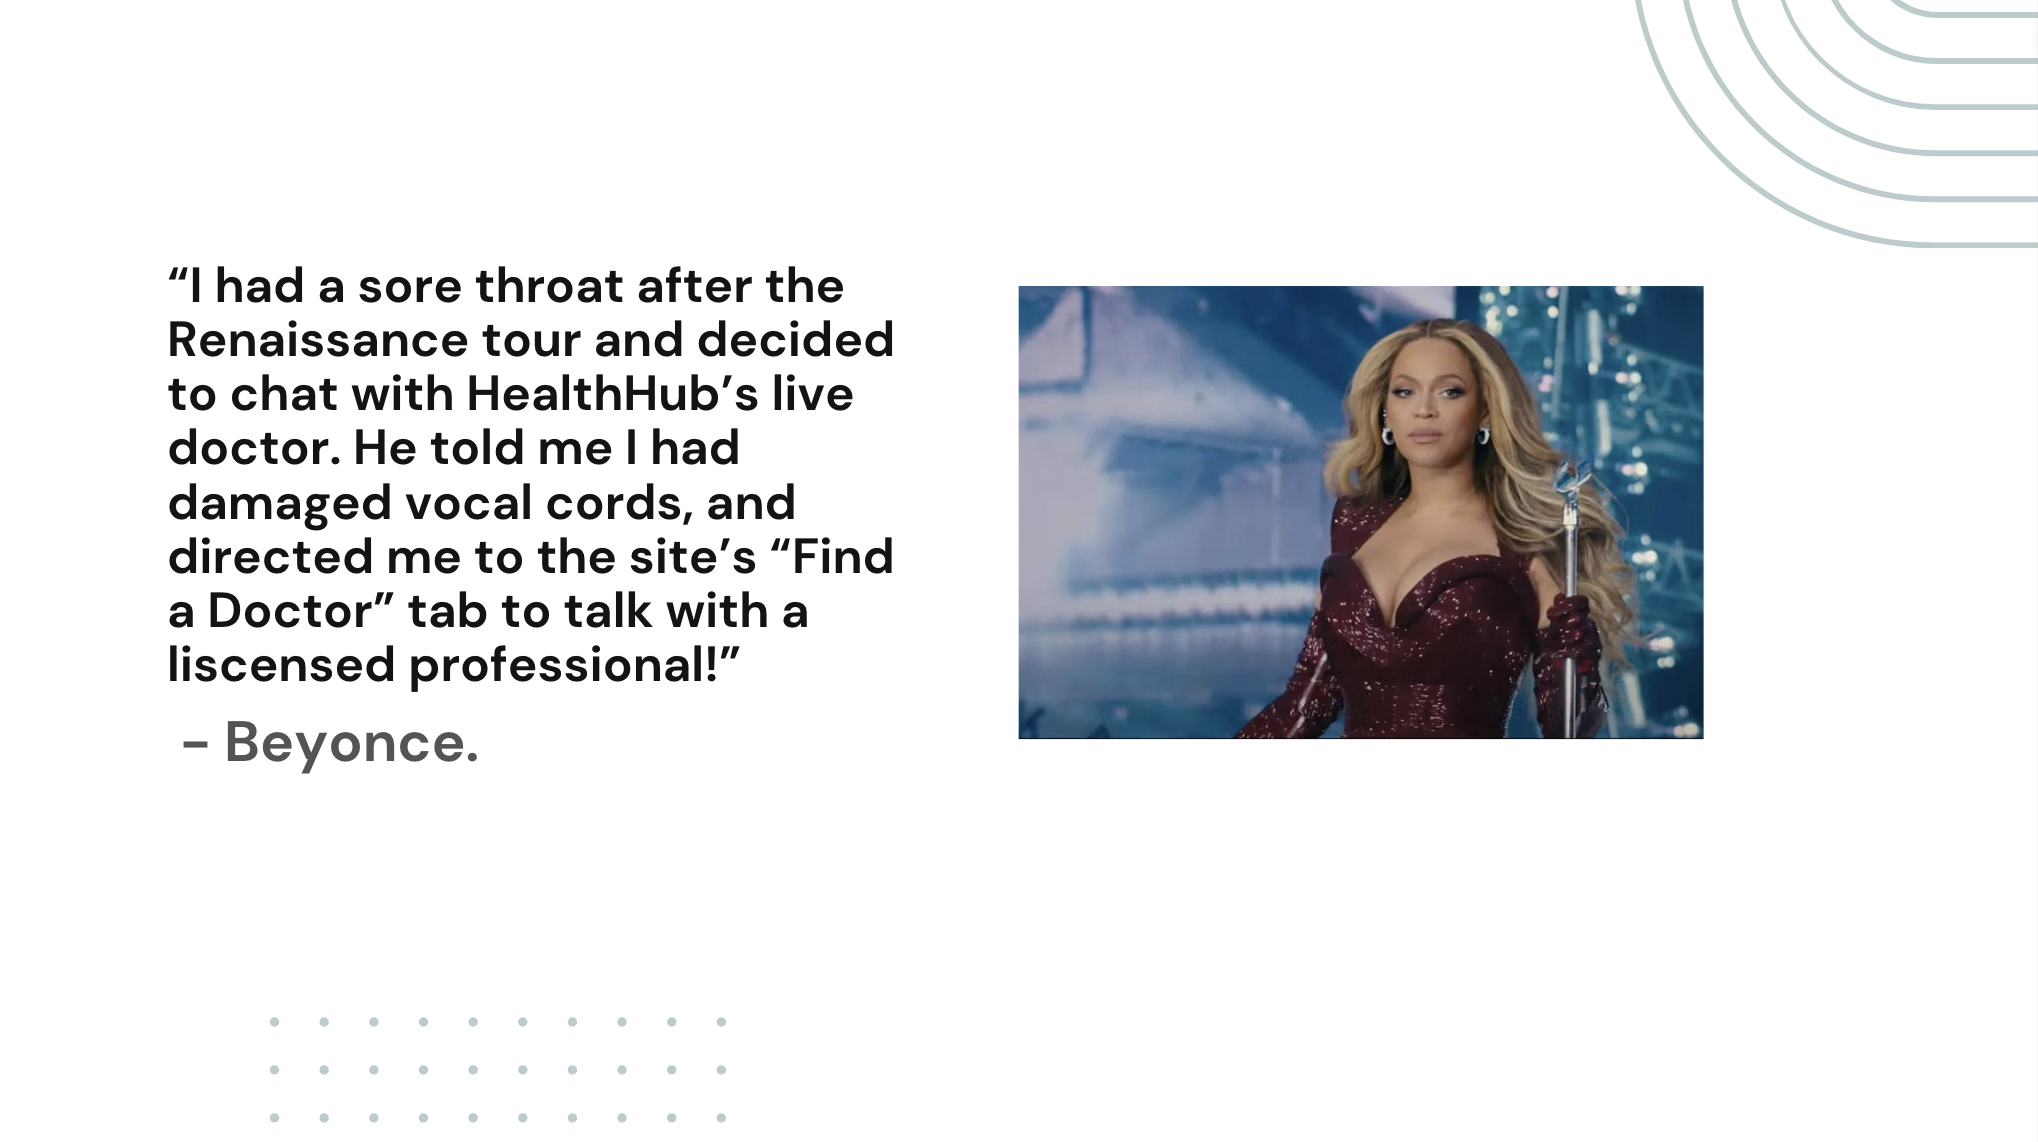 “I had a sore throat after the
Renaissance tour and decided
to chat with HealthHub’s live
doctor. He told me I had
damaged vocal cords, and
directed me to the site’s “Find
a Doctor” tab to talk with a
liscensed professional!”
- Beyonce.